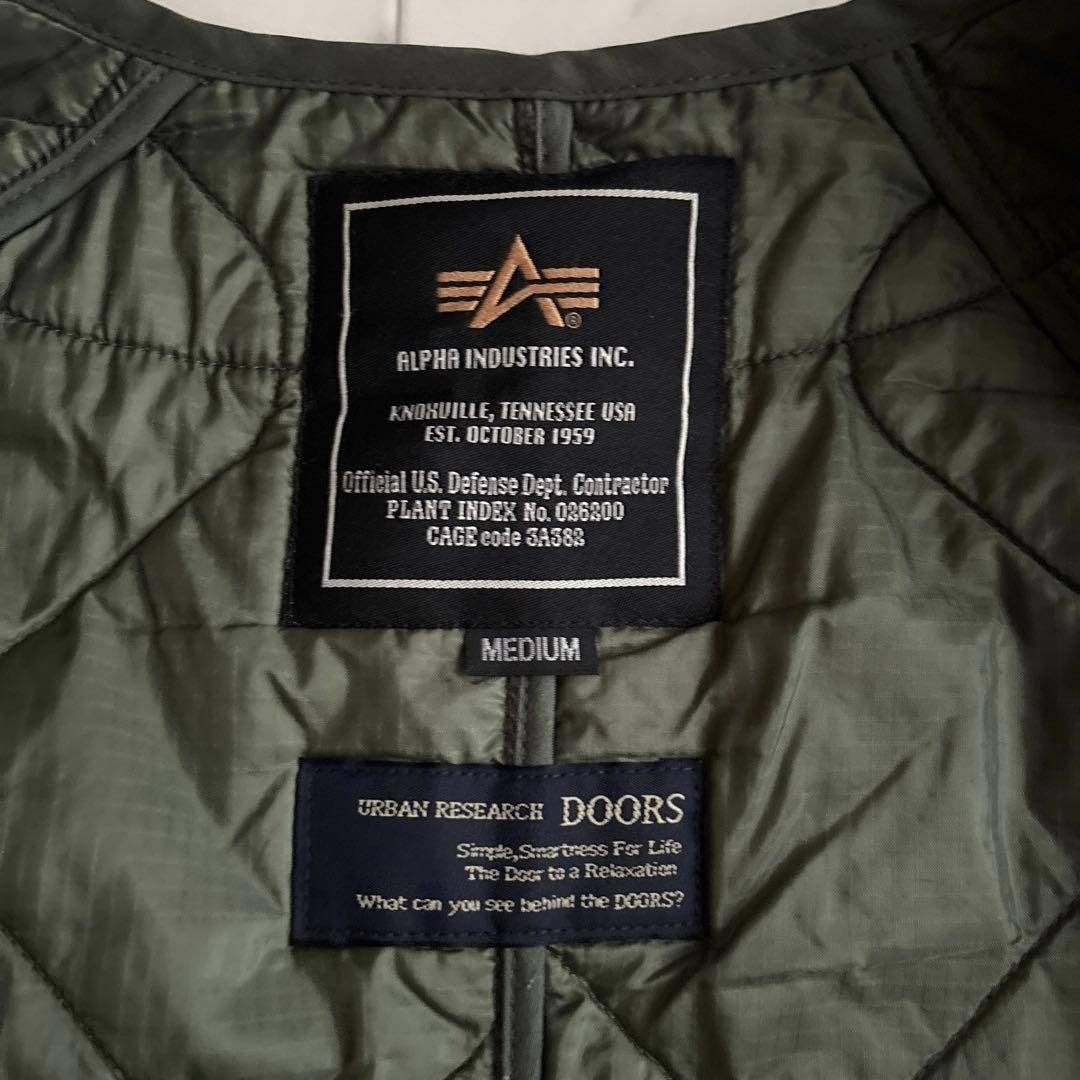 ALPHA INDUSTRIES INC.
KNOXVILLE, TENNESSEE USA
EST. OCTOBER 1959
Official U.S. Defense Dept. Contractor
PLANT INDEX No. 026200
CAGE code 3A382
MEDIUM
URBAN RESEARCH DOORS
Simple,Smartness For Life
The Door to a Relaxation
What can you see behind the DOORS?